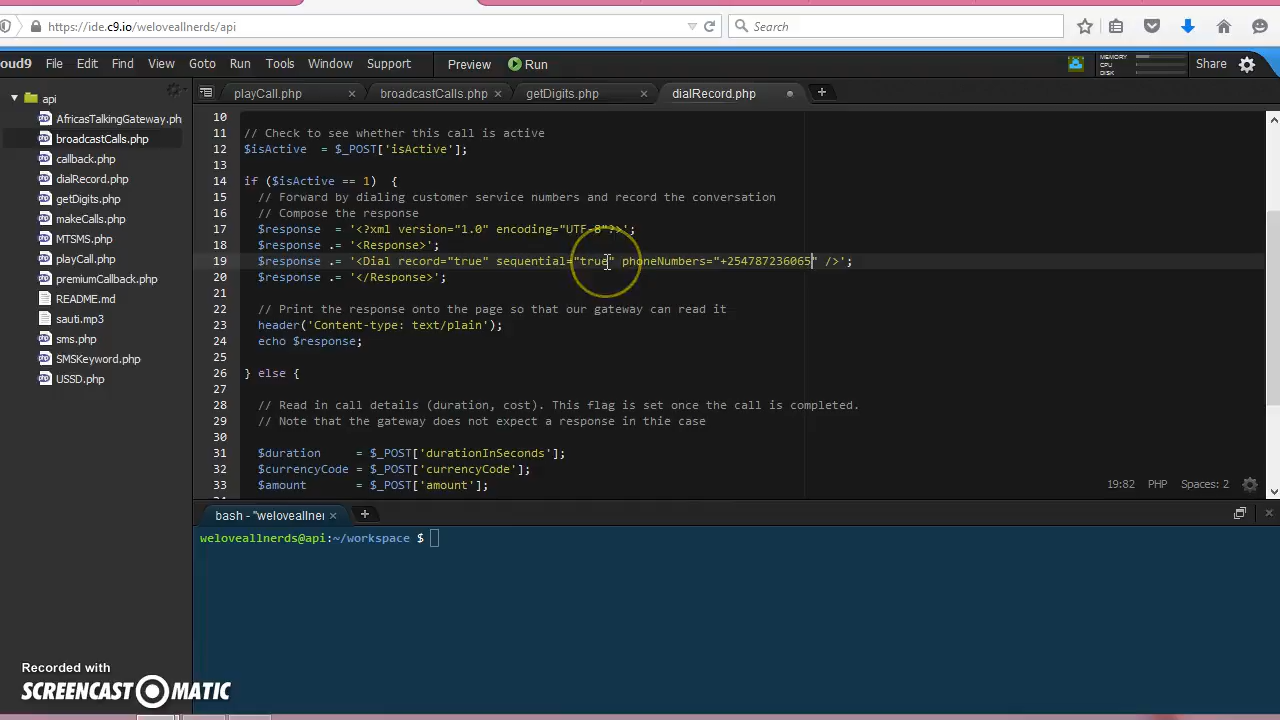 https://ide.c9.io/weloveallnerds/api
Search
oud9 File Edit Find View Goto Run Tools Window Support Preview Run MEMORY CPU DISK Share
api
AfricasTalkingGateway.ph
broadcastCalls.php
callback.php
dialRecord.php
getDigits.php
makeCalls.php
MTSMS.php
playCall.php
premiumCallback.php
README.md
sauti.mp3
sms.php
SMSKeyword.php
USSD.php
playCall.php × broadcastCalls.php × getDigits.php × dialRecord.php +
10
11 // Check to see whether this call is active
12 $isActive  = $_POST['isActive'];
13
14 if ($isActive == 1)  {
15 // Forward by dialing customer service numbers and record the conversation
16 // Compose the response
17 $response  = '<?xml version="1.0" encoding="UTF-8"?>';
18 $response .= '<Response>';
19 $response .= '<Dial record="true" sequential="true" phoneNumbers="+254787236065" />';
20 $response .= '</Response>';
21
22 // Print the response onto the page so that our gateway can read it
23 header('Content-type: text/plain');
24 echo $response;
25
26 } else {
27
28 // Read in call details (duration, cost). This flag is set once the call is completed.
29 // Note that the gateway does not expect a response in thie case
30
31 $duration     = $_POST['durationInSeconds'];
32 $currencyCode = $_POST['currencyCode'];
33 $amount       = $_POST['amount'];
19:82 PHP Spaces: 2
bash - "weloveallner × +
weloveallnerds@api:~/workspace $
Recorded with
SCREENCAST-O-MATIC